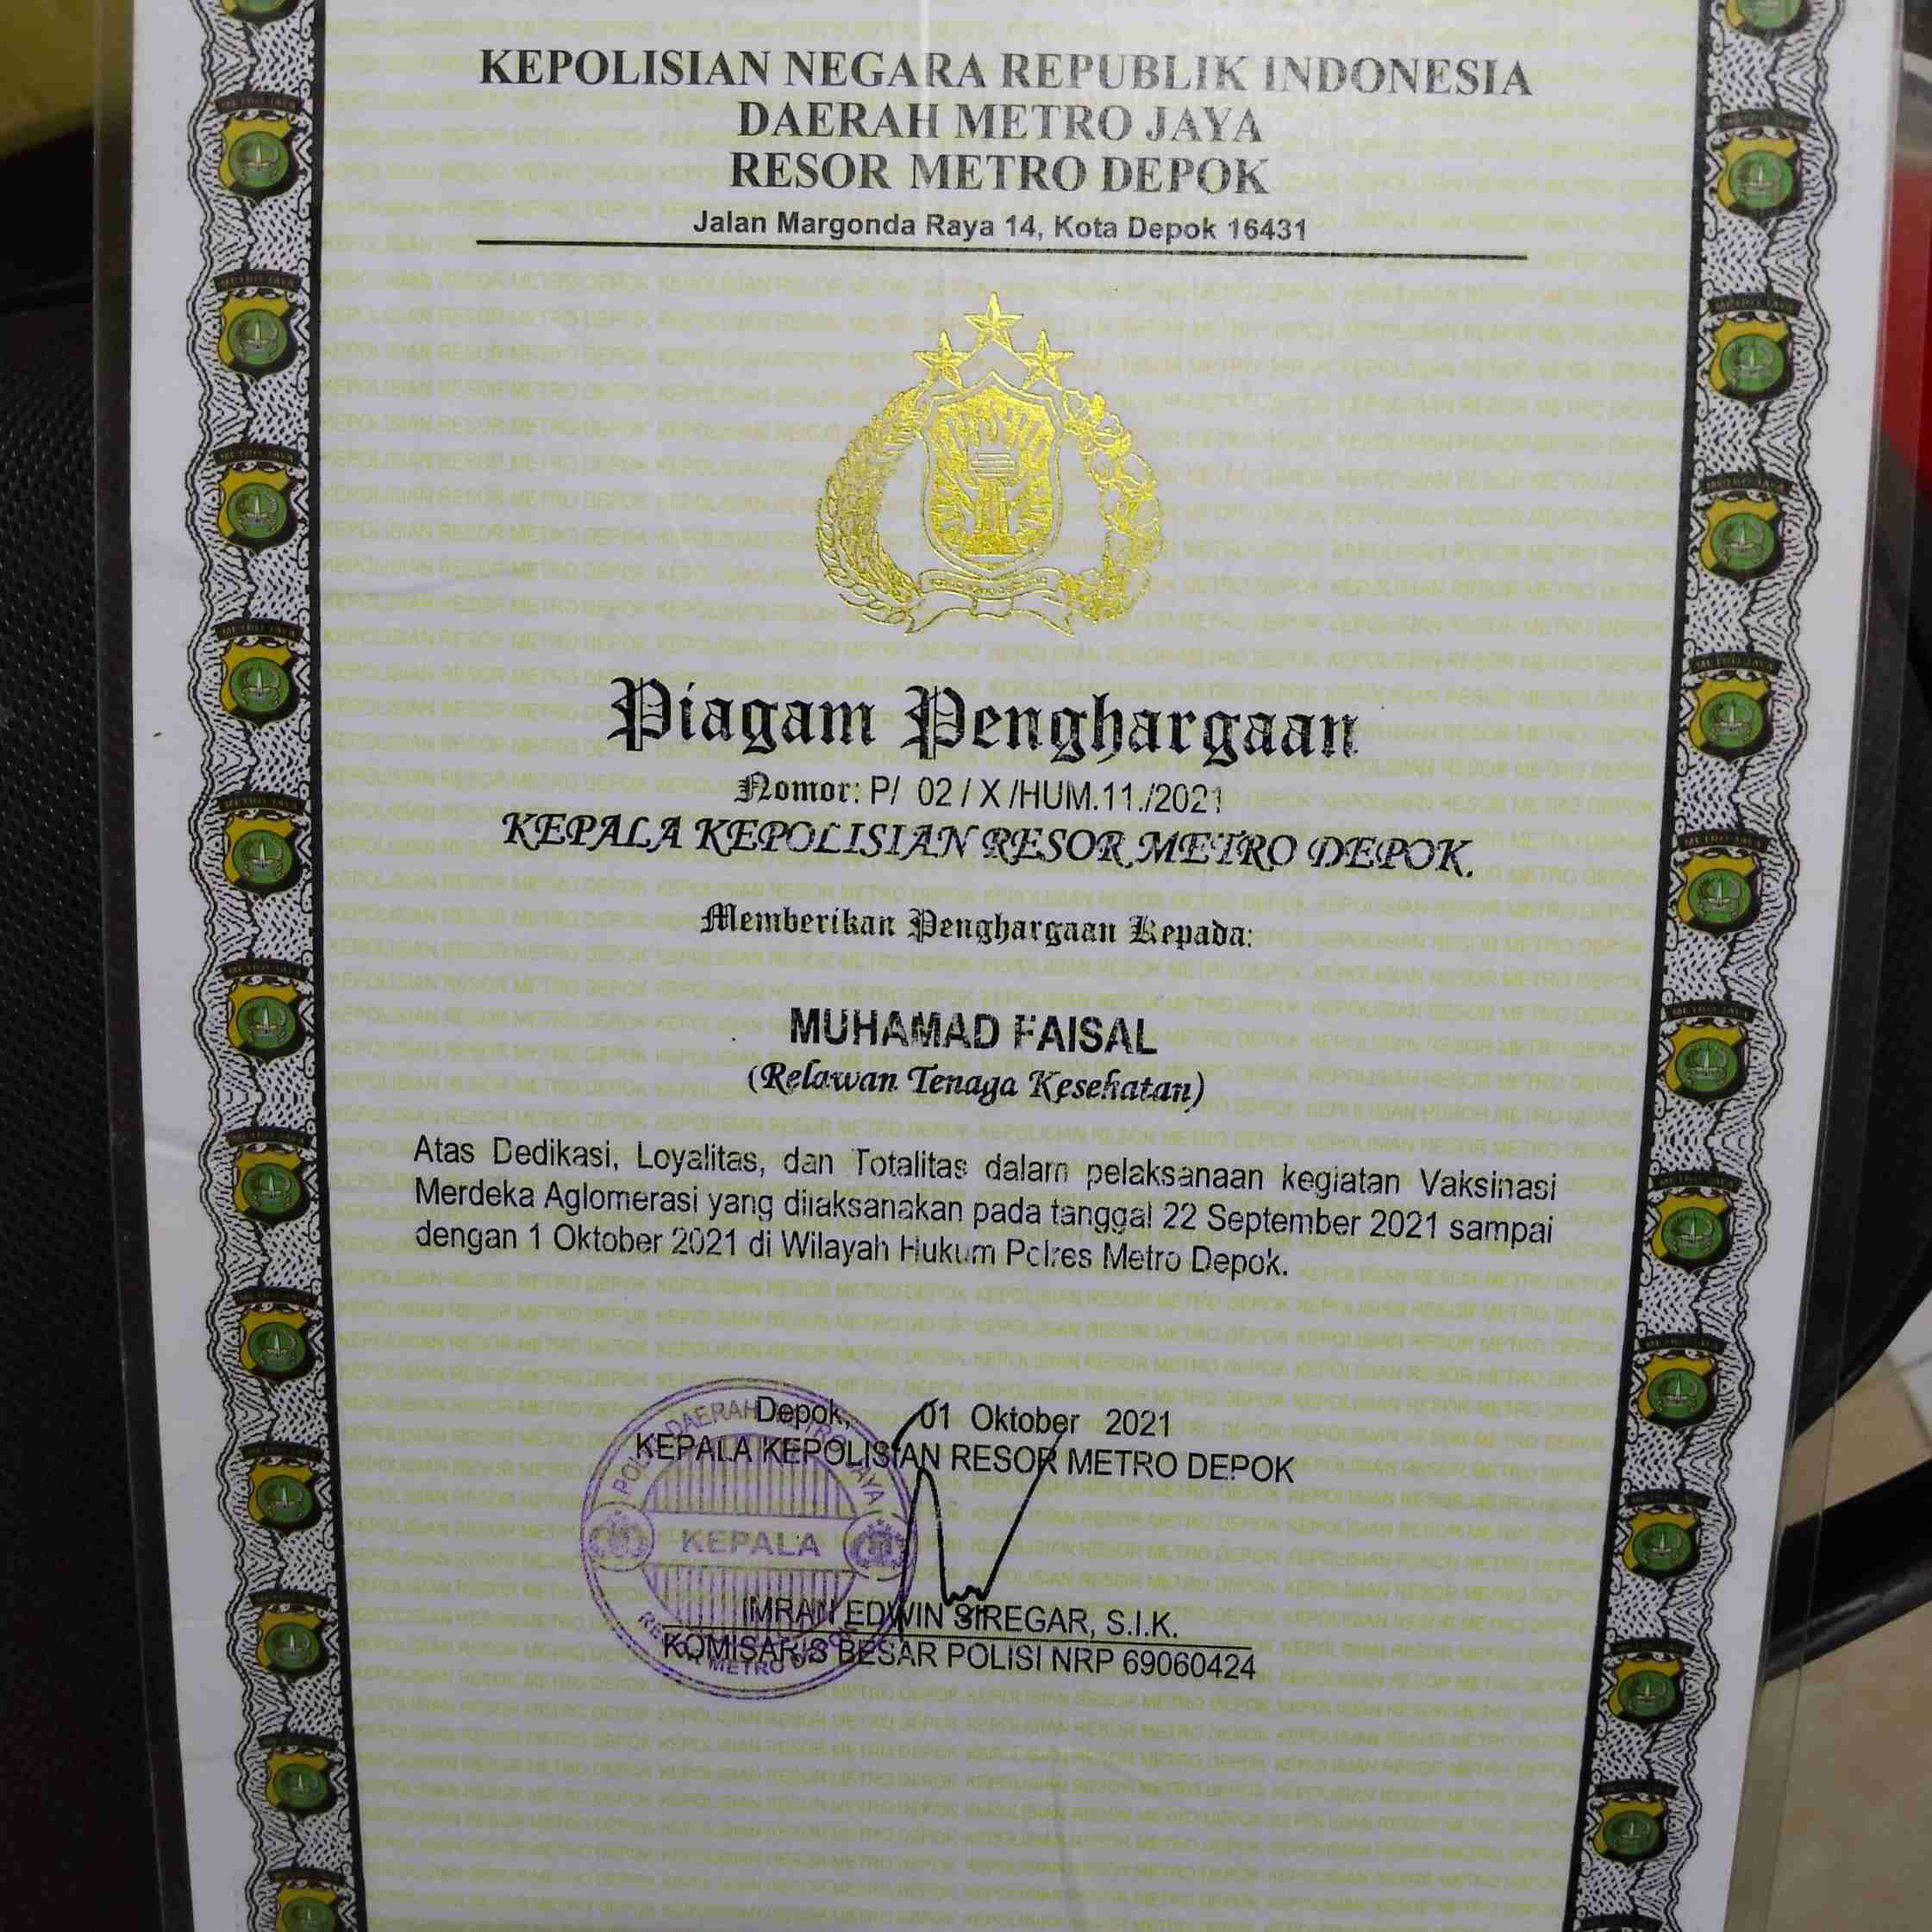 KEPOLISIAN NEGARA REPUBLIK INDONESIA
DAERAH METRO JAYA
RESOR METRO DEPOK
Jalan Margonda Raya 14, Kota Depok 16431
Piagam Penghargaan
Nomor: P/ 02 / X /HUM.11./2021
KEPALA KEPOLISIAN RESOR METRO DEPOK.
Memberikan Penghargaan Kepada:
MUHAMAD FAISAL
(Relawan Tenaga Kesehatan)
Atas Dedikasi, Loyalitas, dan Totalitas dalam pelaksanaan kegiatan Vaksinasi
Merdeka Aglomerasi yang dilaksanakan pada tanggal 22 September 2021 sampai
dengan 1 Oktober 2021 di Wilayah Hukum Polres Metro Depok.
Depok, 01 Oktober 2021
KEPALA KEPOLISIAN RESOR METRO DEPOK
KEPALA
IMRAN EDWIN SIREGAR, S.I.K.
KOMISARIS BESAR POLISI NRP 69060424